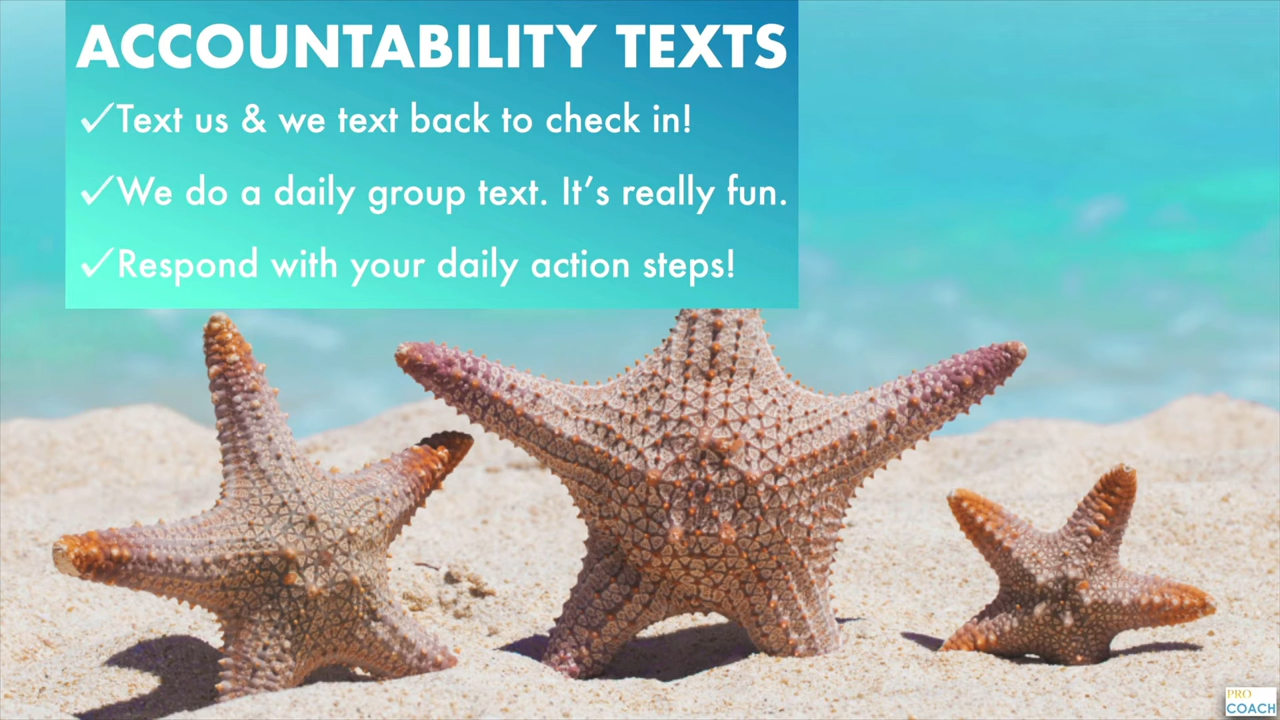 ACCOUNTABILITY TEXTS
✓Text us & we text back to check in!
✓We do a daily group text. It’s really fun.
✓Respond with your daily action steps!
PRO
COACH